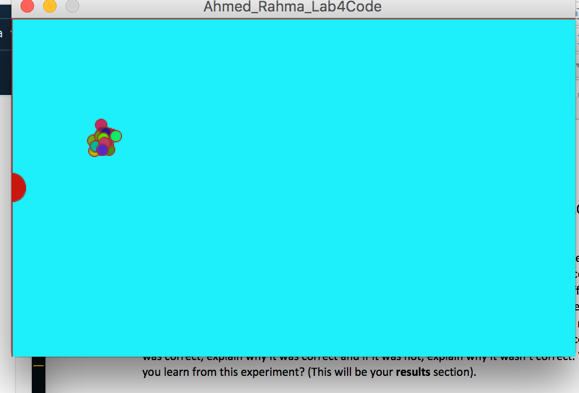 Ahmed_Rahma_Lab4Code
was correct, explain why it was correct and if it was not, explain why it wasn't correct.
you learn from this experiment? (This will be your results section).